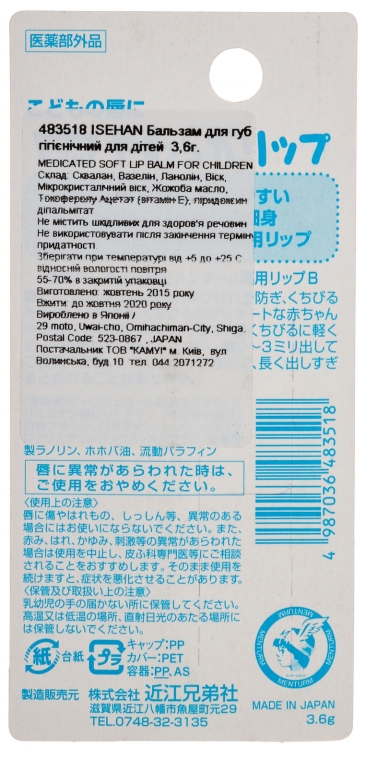 医薬部外品
こどもの唇に
483518 ISEHAN Бальзам для губ
гігієнічний для дітей 3,6г.
MEDICATED SOFT LIP BALM FOR CHILDREN
Склад: Сквалан, Вазелін, Ланолін, Віск,
Мікрокристалічний віск, Жожоба масло,
Токоферолу Ацетат (вітамін Е), піридоксин
діпальмітат
Не містить шкідливих для здоров'я речовин
Не використовувати після закінчення терміну
придатності
Зберігати при температурі від +5 до +25 С
відносній вологості повітря
55-70% в закритій упаковці
Виготовлено: жовтень 2015 року
Вжити: до жовтня 2020 року
Вироблено в Японії /
29 moto, Uwai-cho, Omihachiman-City, Shiga
Postal Code: 523-0867 , JAPAN
Постачальник ТОВ "КАМУІ" м. Київ, вул
Волинська, буд 10 тел. 044 2071272
リップ
すい
細身
用リップ
用リップB
防ぎ、くちびる
ートな赤ちゃん
くちびるに軽く
〜3ミリ出して
、長く出しすぎ
製ラノリン、ホホバ油、流動パラフィン
唇に異常があらわれた時は、
ご使用をおやめください。
〈使用上の注意〉
唇に傷やはれもの、しっしん等、異常のある
場合にはお使いにならないでください。また、
赤み、はれ、かゆみ、刺激等の異常があらわれた
場合は使用を中止し、皮ふ科専門医等にご相談
されることをおすすめします。そのまま使用を
続けますと、症状を悪化させることがあります。
〈保管及び取扱い上の注意〉
乳幼児の手の届かない所に保管してください。
高温又は低温の場所、直射日光のあたる場所に
は保管しないでください。
4 987036 483518
紙 台紙
プラ
キャップ:PP
カバー:PET
容器:PP, AS
MENTURM
MENTURM
MENTURM
製造販売元 株式会社 近江兄弟社
滋賀県近江八幡市魚屋町元29
TEL.0748-32-3135
MADE IN JAPAN
3.6g